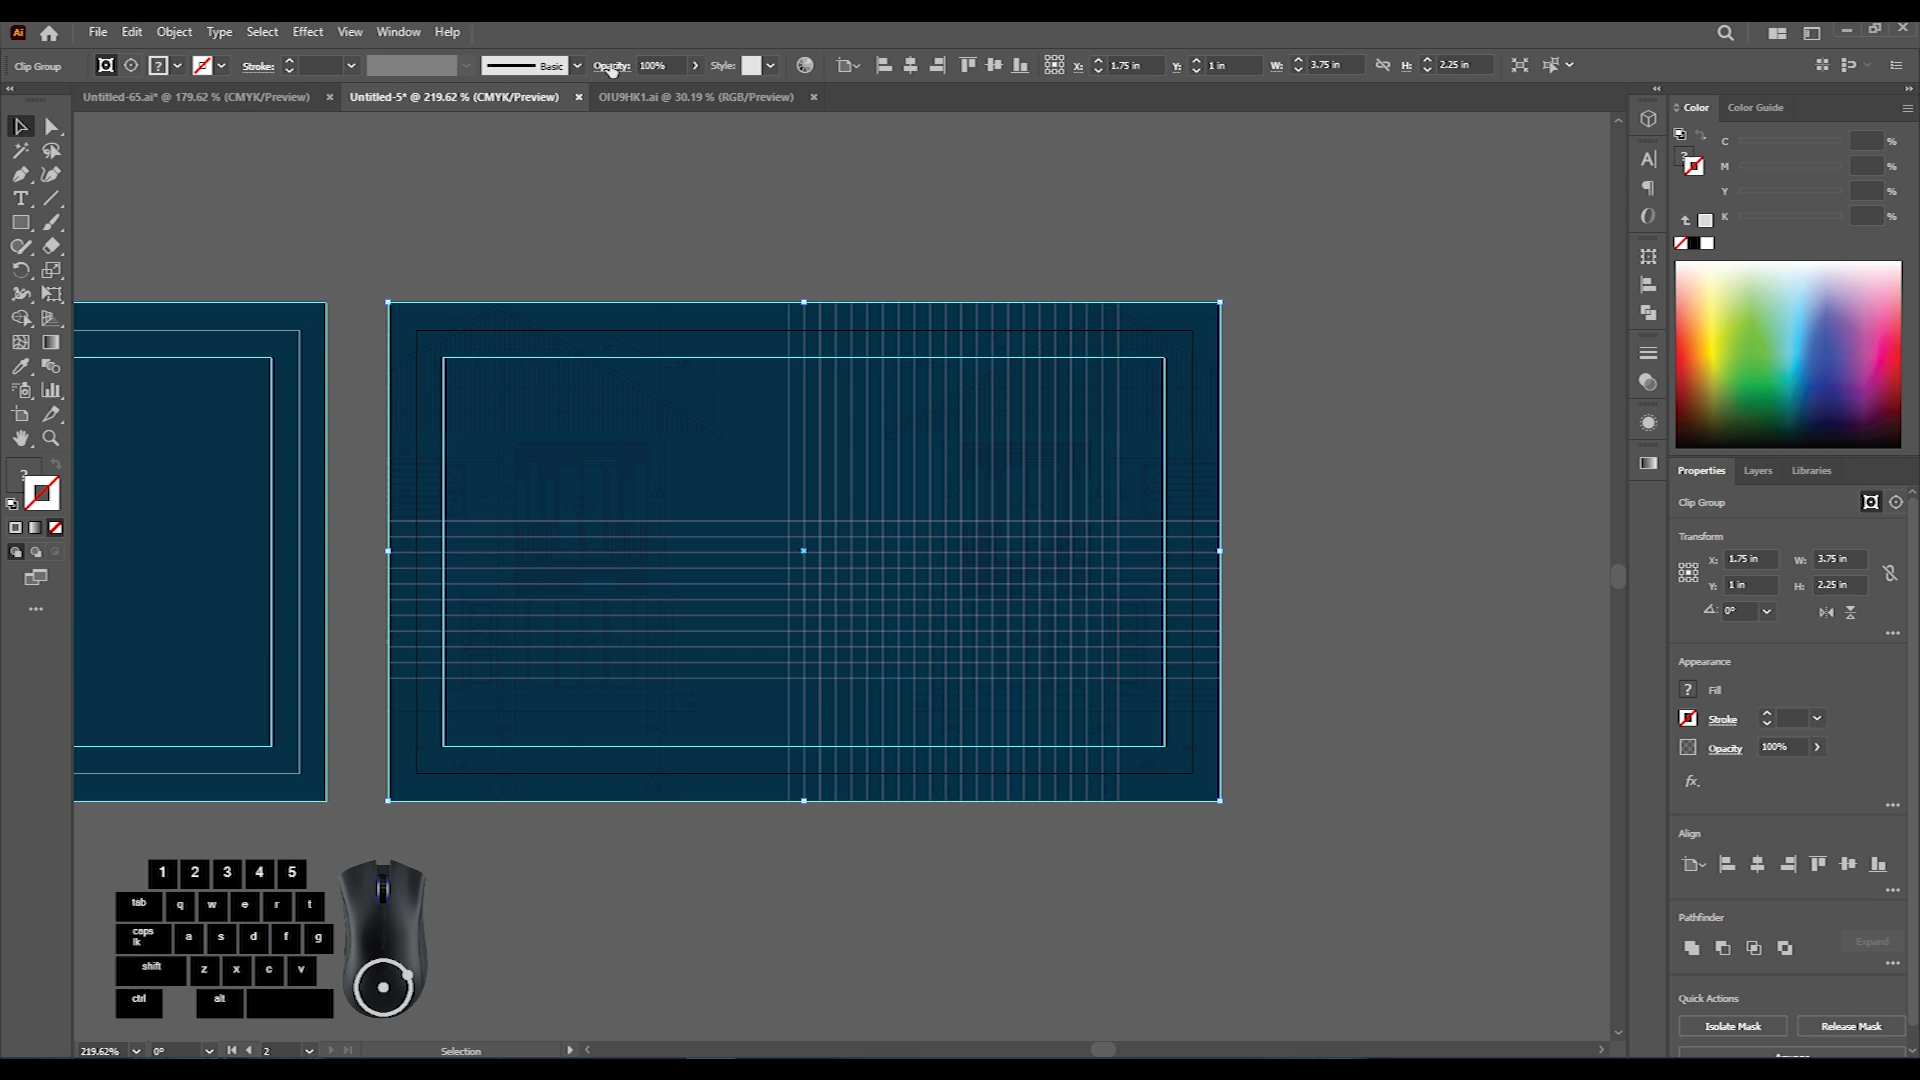 Ai File Edit Object Type Select Effect View Window Help
Clip Group ? Stroke: Basic Opacity: 100% Style: X: 1.75 in Y: 1 in W: 3.75 in H: 2.25 in
Untitled-65.ai* @ 179.62 % (CMYK/Preview) × Untitled-5* @ 219.62 % (CMYK/Preview) × OIU9HK1.ai @ 30.19 % (RGB/Preview) ×
Color Color Guide
C %
M %
Y %
K %
Properties Layers Libraries
Clip Group
Transform
X: 1.75 in W: 3.75 in
Y: 1 in H: 2.25 in
0°
Appearance
? Fill
Stroke
Opacity 100%
fx.
Align
Pathfinder
Expand
Quick Actions
Isolate Mask Release Mask
1 2 3 4 5
tab q w e r t
caps lk a s d f g
shift z x c v
ctrl alt
219.62% 0° 2 Selection